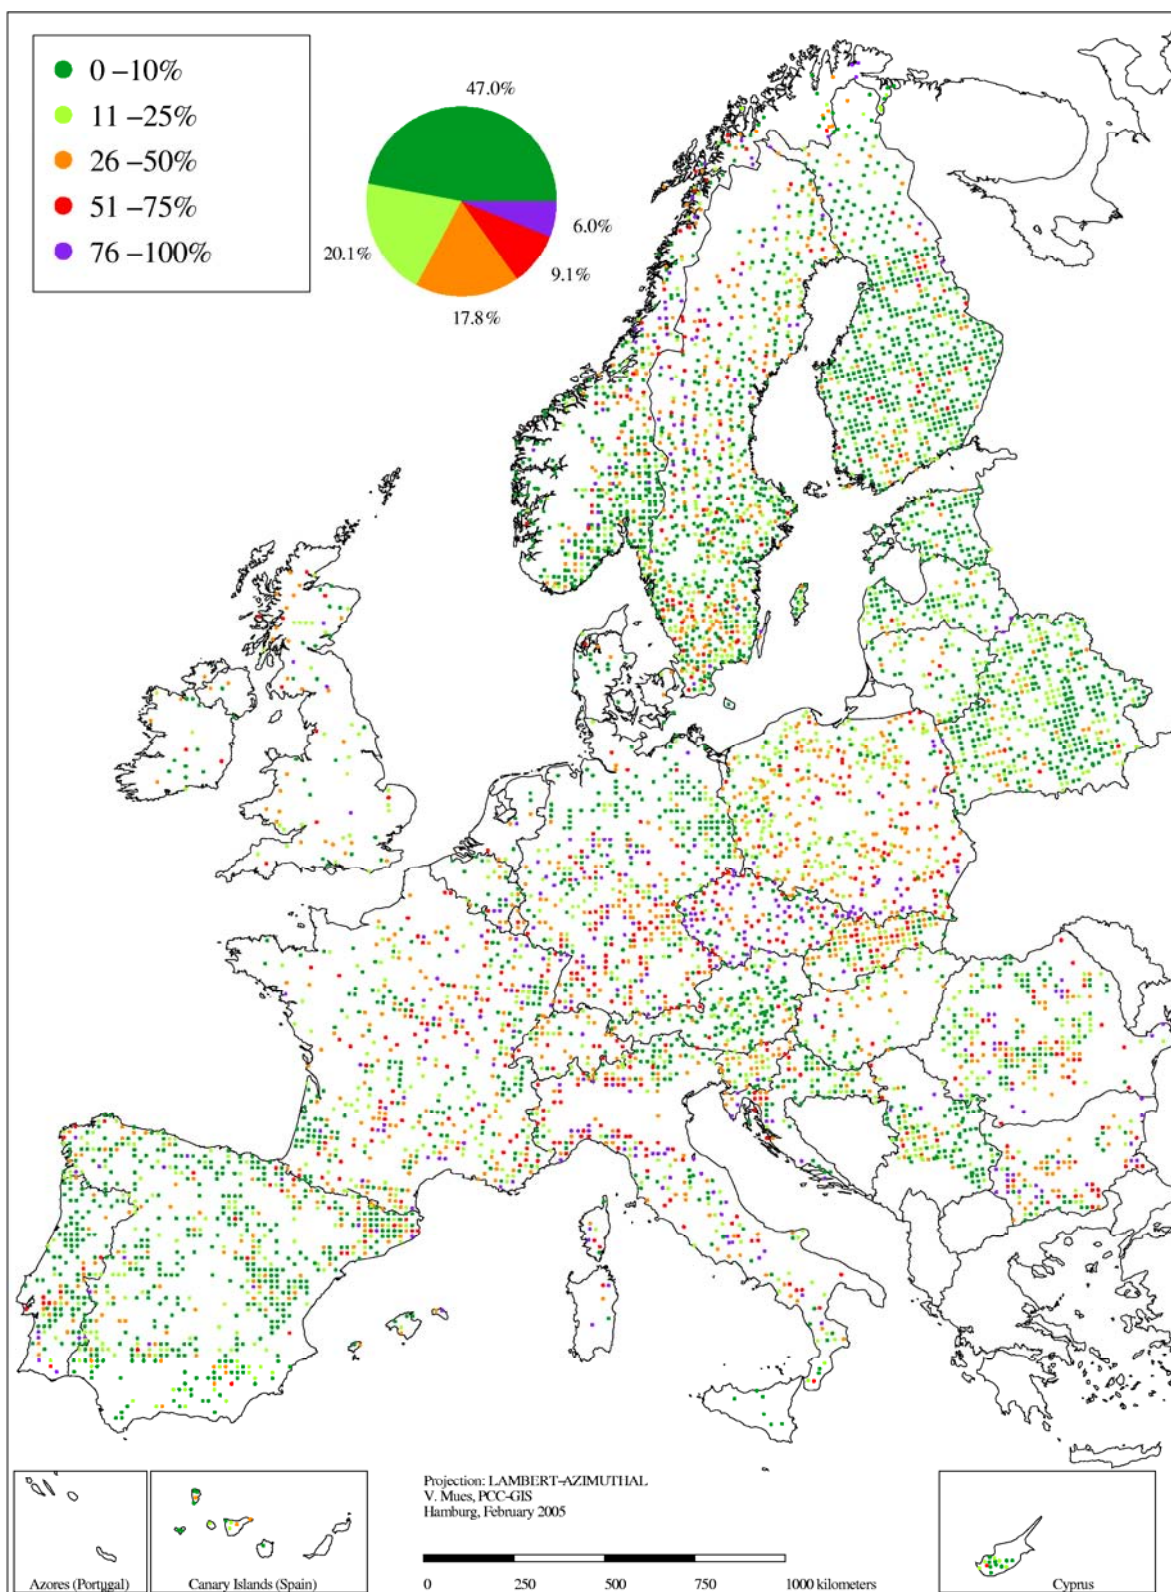 0 –10%
11 –25%
26 –50%
51 –75%
76 –100%
47.0%
6.0%
9.1%
17.8%
20.1%
Projection: LAMBERT-AZIMUTHAL
V. Mues, PCC-GIS
Hamburg, February 2005
0 250 500 750 1000 kilometers
Azores (Portugal)
Canary Islands (Spain)
Cyprus